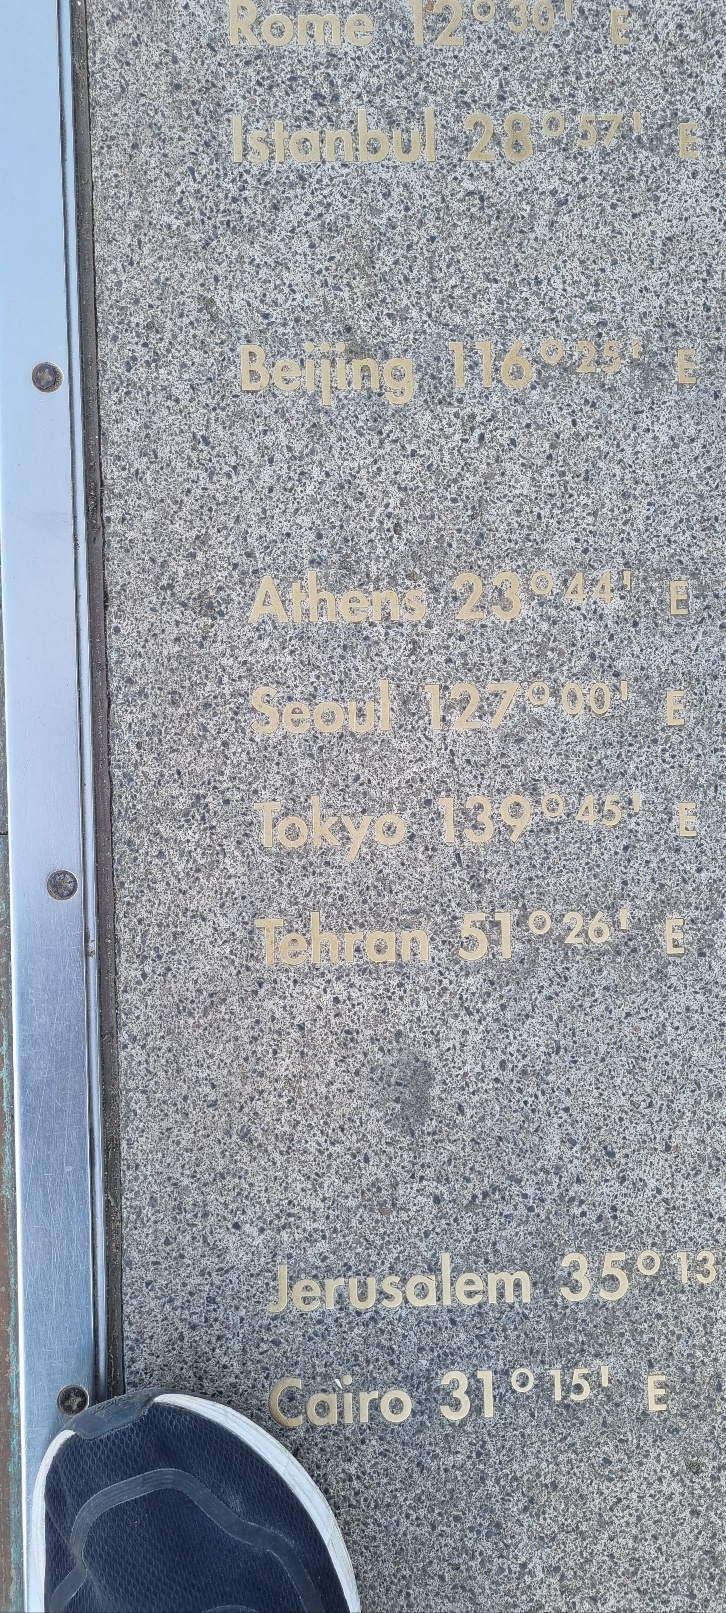 Rome 12° 30' E
Istanbul 28° 57' E
Beijing 116° 25' E
Athens 23° 44' E
Seoul 127° 00' E
Tokyo 139° 45' E
Tehran 51° 26' E
Jerusalem 35° 13
Cairo 31° 15' E